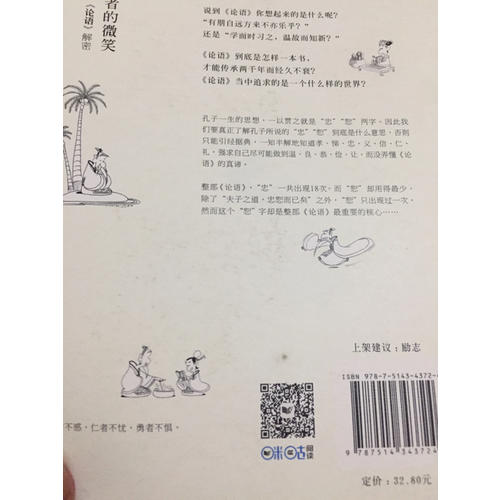 者的微笑
《论语》解密
说到《论语》你想起来的是什么呢?
"有朋自远方来不亦乐乎?"
还是"学而时习之,温故而知新?"
《论语》到底是怎样一本书,
才能传承两千年而经久不衰?
《论语》当中追求的是一个什么样的世界?
孔子一生的思想,一以贯之就是"忠""恕"两字。因此我
们要真正了解孔子所说的"忠""恕"到底是什么意思,否则
只能引经据典,一知半解地知道孝、悌、忠、义、信、仁、
礼,强求自己尽可能做到温、良、恭、俭、让,而没弄懂《论
语》的真谛。
整部《论语》,"忠"一共出现18次,而"恕"却用得最少,
除了"夫子之道,忠恕而已矣"之外,"恕"只出现过一次,
然而这个"恕"字却是整部《论语》最重要的核心……
上架建议:励志
ISBN 978-7-5143-4372-
不惑,仁者不忧,勇者不惧。
咪咕阅读
9 787514 343724
定价:32.80元